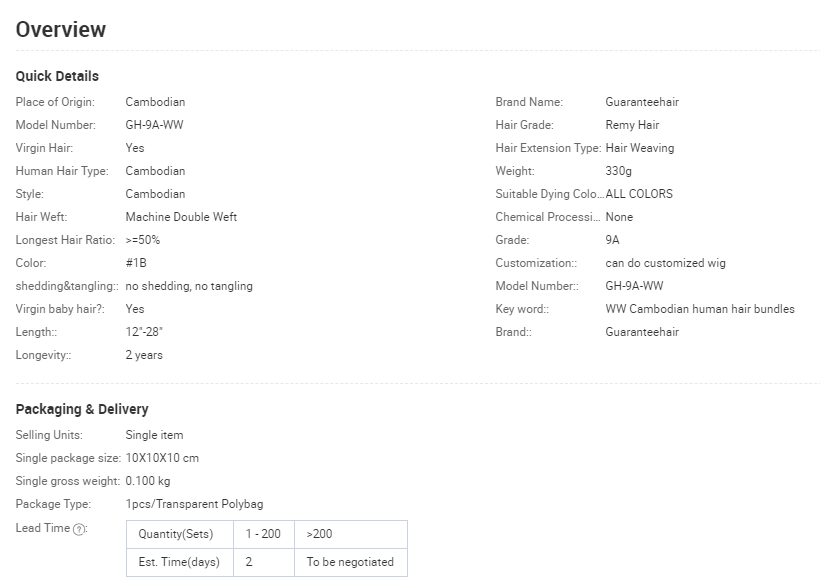 Overview
Quick Details
Place of Origin: Cambodian
Brand Name: Guaranteehair
Model Number: GH-9A-WW
Hair Grade: Remy Hair
Virgin Hair: Yes
Hair Extension Type: Hair Weaving
Human Hair Type: Cambodian
Weight: 330g
Style: Cambodian
Suitable Dying Colo... ALL COLORS
Hair Weft: Machine Double Weft
Chemical Processi... None
Longest Hair Ratio: >=50%
Grade: 9A
Color: #1B
Customization:: can do customized wig
shedding&tangling:: no shedding, no tangling
Model Number:: GH-9A-WW
Virgin baby hair?: Yes
Key word:: WW Cambodian human hair bundles
Length:: 12"-28"
Brand:: Guaranteehair
Longevity:: 2 years
Packaging & Delivery
Selling Units: Single item
Single package size: 10X10X10 cm
Single gross weight: 0.100 kg
Package Type: 1pcs/Transparent Polybag
Lead Time ?: Quantity(Sets) 1 - 200 >200
Est. Time(days) 2 To be negotiated